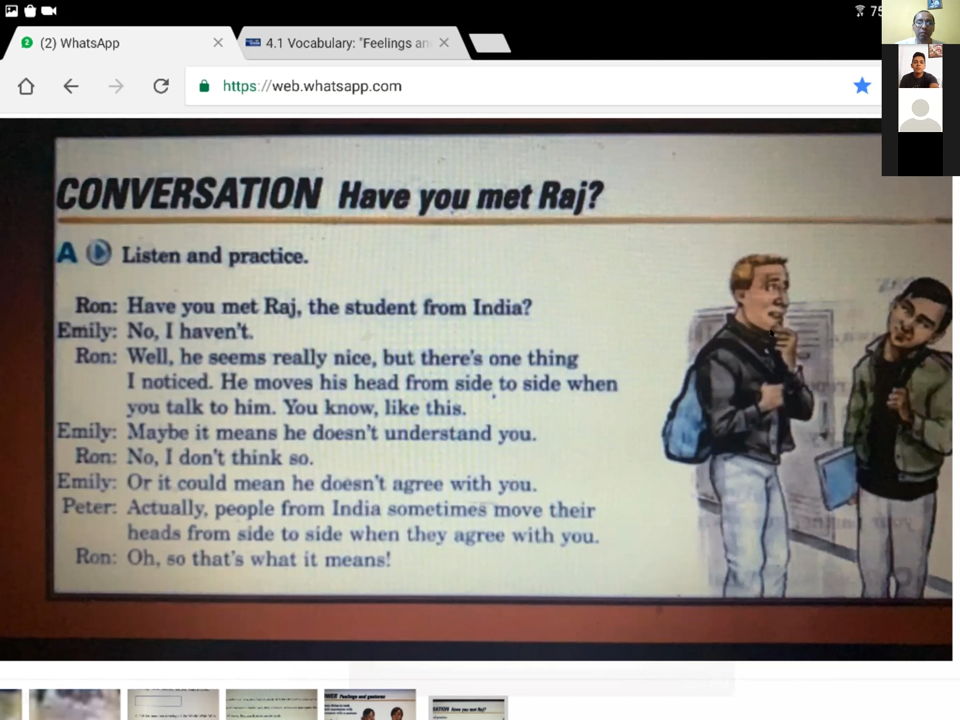 75
(2) WhatsApp
4.1 Vocabulary: "Feelings an
https://web.whatsapp.com
CONVERSATION Have you met Raj?
A Listen and practice.
Ron: Have you met Raj, the student from India?
Emily: No, I haven't.
Ron: Well, he seems really nice, but there's one thing
I noticed. He moves his head from side to side when
you talk to him. You know, like this.
Emily: Maybe it means he doesn't understand you.
Ron: No, I don't think so.
Emily: Or it could mean he doesn't agree with you.
Peter: Actually, people from India sometimes move their
heads from side to side when they agree with you.
Ron: Oh, so that's what it means!